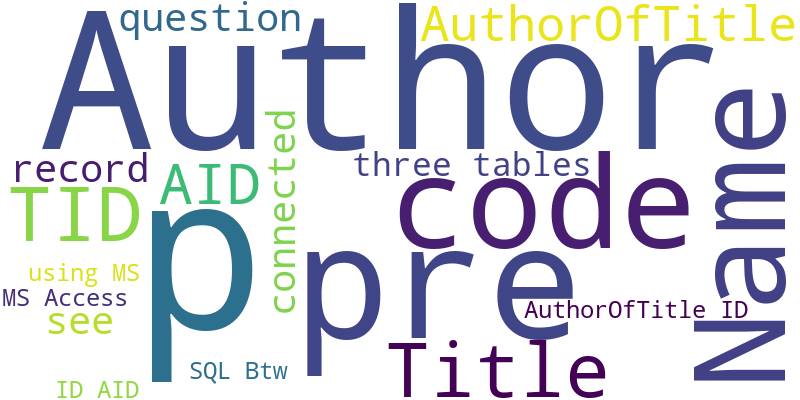 question
AuthorOfTitle
Author
record
AID
connected
three tables
Name
TID
code
p
pre
using MS
MS Access
see
AuthorOfTitle ID
Title
SQL Btw
ID AID